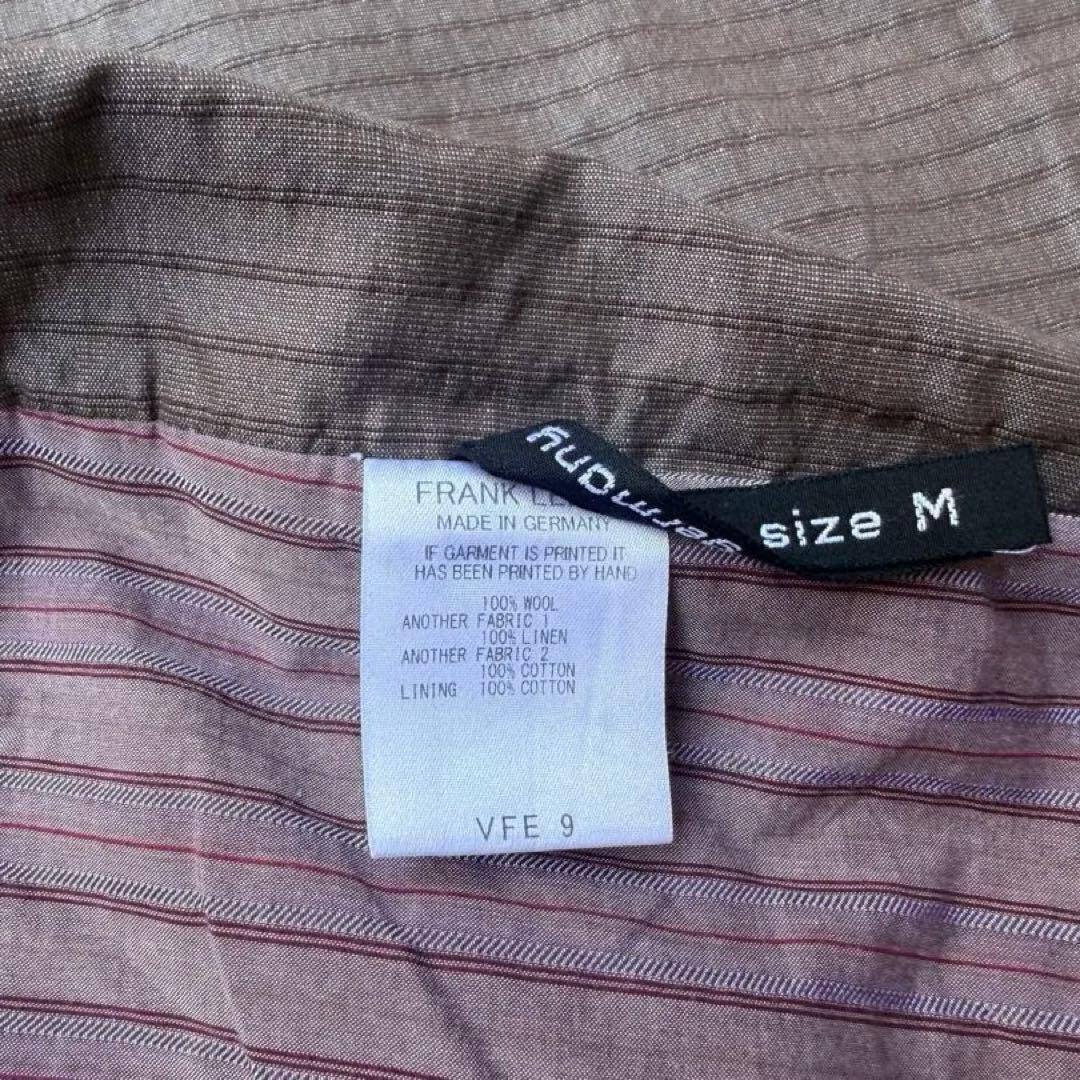 FRANK
MADE IN GERMANY
IF GARMENT IS PRINTED IT
HAS BEEN PRINTED BY HAND
100% WOOL
ANOTHER FABRIC 1
100% LINEN
ANOTHER FABRIC 2
100% COTTON
LINING 100% COTTON
VFE 9
germany
size M